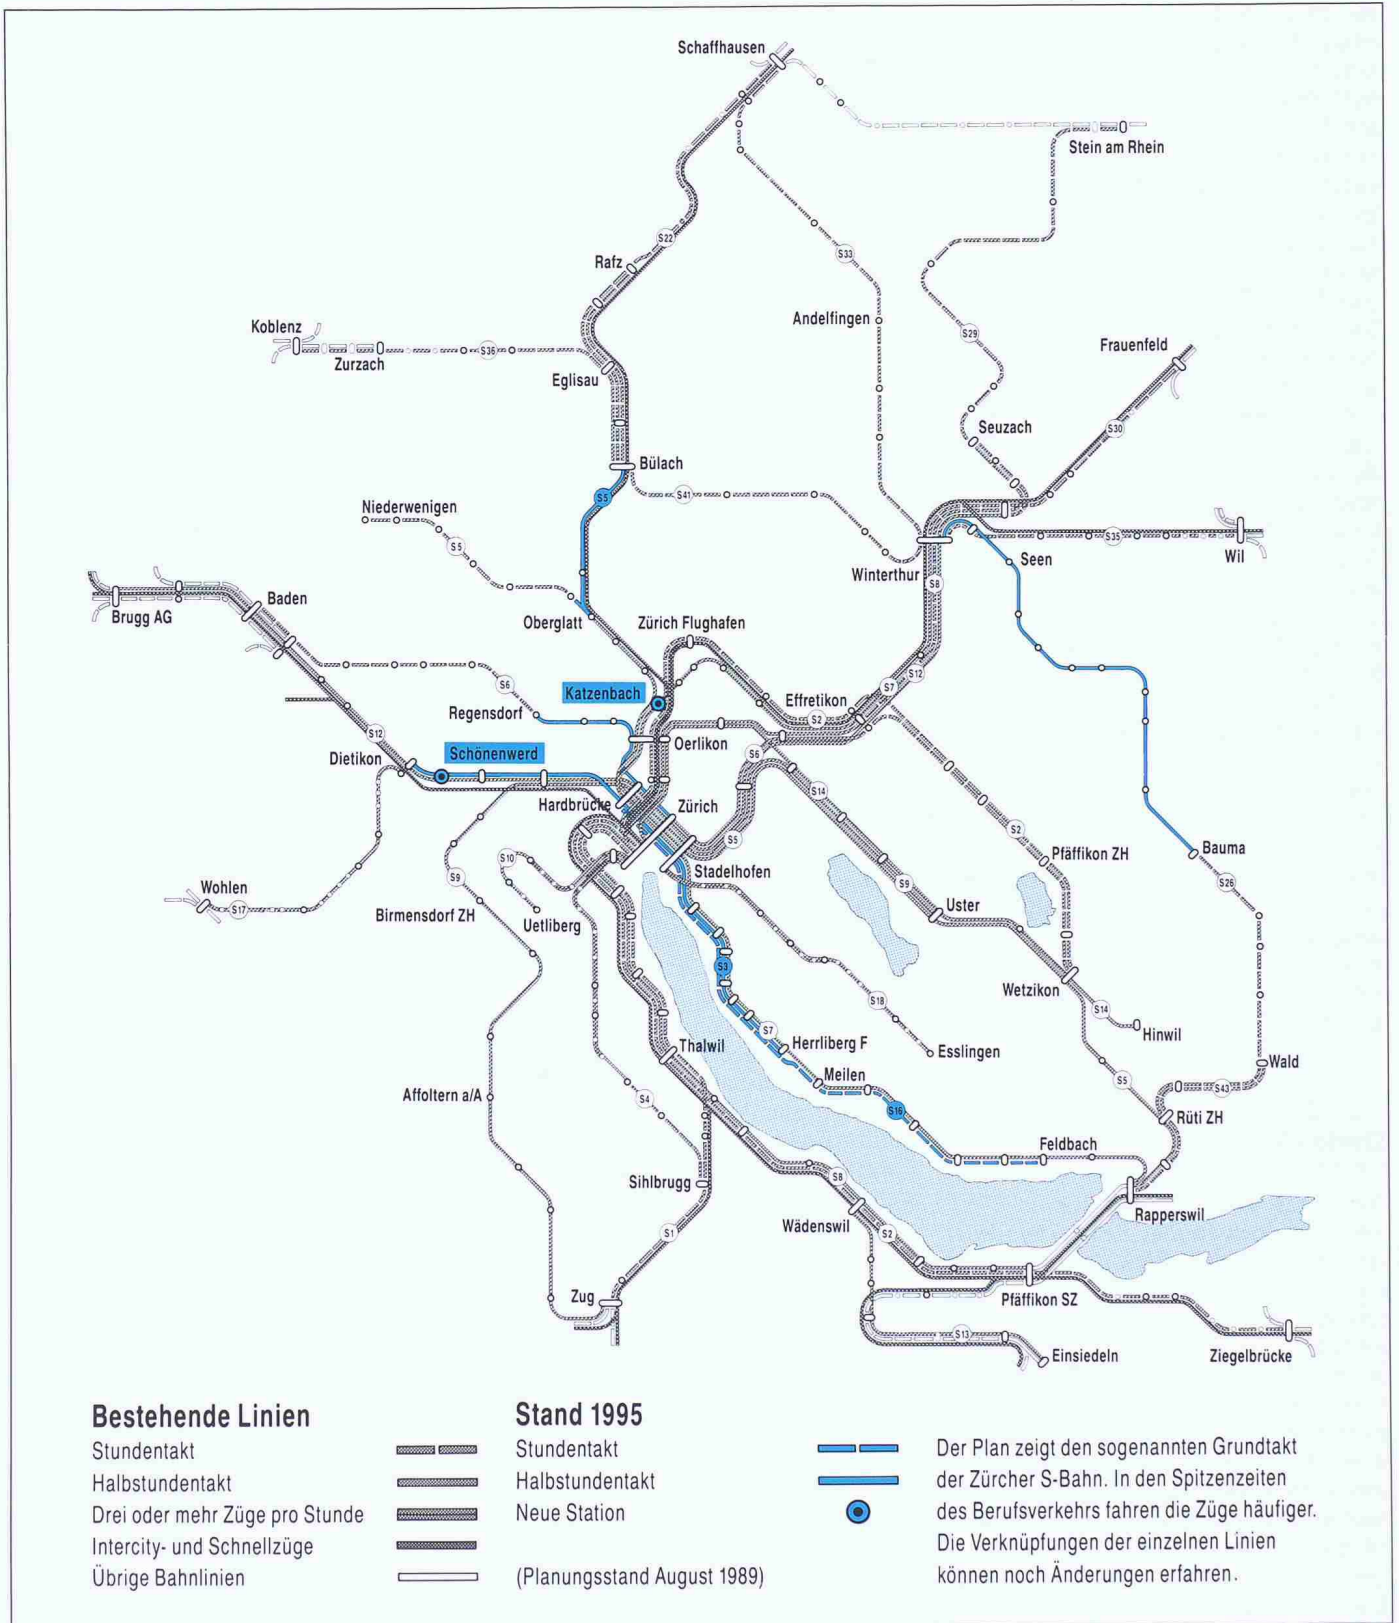 Schaffhausen
Stein am Rhein
S22
Rafz
S33
Andelfingen
S29
Koblenz
Zurzach
S36
Eglisau
Frauenfeld
Seuzach
S30
Bülach
S5
S41
Niederwenigen
S5
Winterthur
S35
Seen
Wil
S8
Brugg AG
Baden
Oberglatt
Zürich Flughafen
S6
Katzenbach
S7
S12
Effretikon
S2
Regensdorf
Oerlikon
S12
Schönenwerd
Dietikon
S6
Hardbrücke
Zürich
S14
S5
S2
Pfäffikon ZH
Bauma
S10
Stadelhofen
S9
S9
S26
Wohlen
S17
Birmensdorf ZH
Uetliberg
Uster
S3
Wetzikon
S18
S14
Hinwil
S7
Herrliberg F
Esslingen
Thalwil
Meilen
Wald
S5
S43
Affoltern a/A
S4
S16
Rüti ZH
Feldbach
Sihlbrugg
S8
Rapperswil
Wädenswil
S1
S2
Zug
Pfäffikon SZ
S13
Einsiedeln
Ziegelbrücke
Bestehende Linien
Stundentakt
Halbstundentakt
Drei oder mehr Züge pro Stunde
Intercity- und Schnellzüge
Übrige Bahnlinien
Stand 1995
Stundentakt
Halbstundentakt
Neue Station
(Planungsstand August 1989)
Der Plan zeigt den sogenannten Grundtakt
der Zürcher S-Bahn. In den Spitzenzeiten
des Berufsverkehrs fahren die Züge häufiger.
Die Verknüpfungen der einzelnen Linien
können noch Änderungen erfahren.